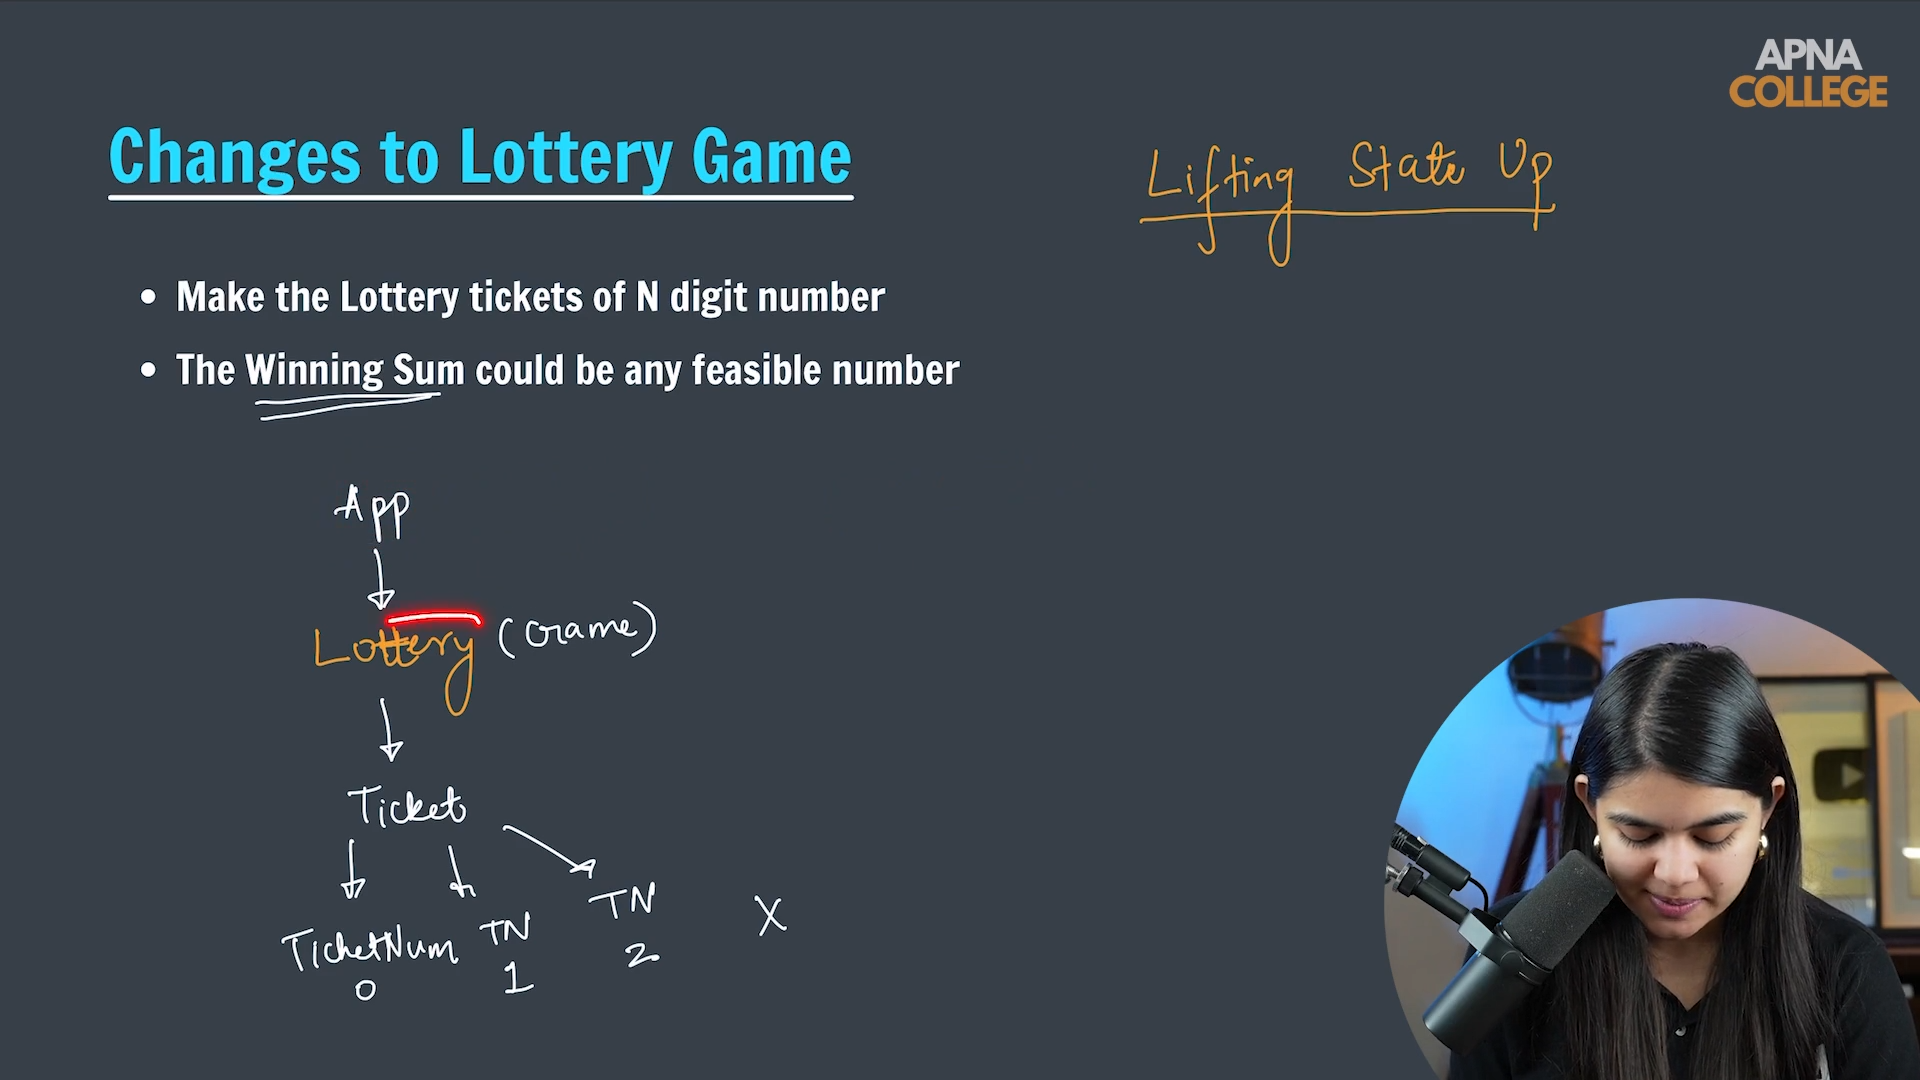 APNA
COLLEGE
Changes to Lottery Game
Lifting State Up
• Make the Lottery tickets of N digit number
• The Winning Sum could be any feasible number
App
Lottery (Game)
Ticket
TicketNum TN TN X
0 1 2